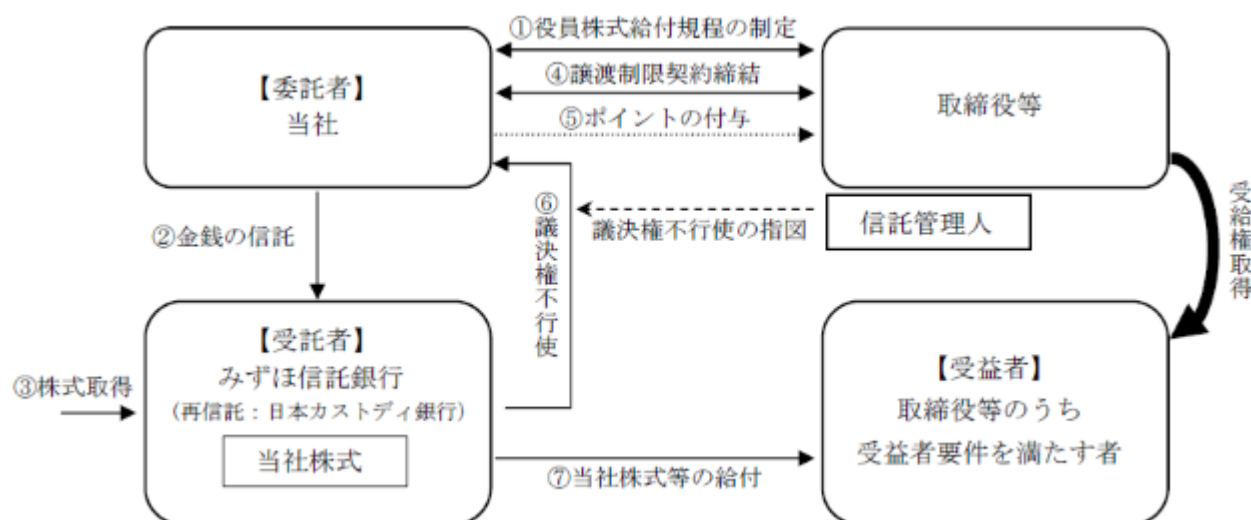 ①役員株式給付規程の制定
【委託者】
当社
④譲渡制限契約締結
取締役等
⑤ポイントの付与
②金銭の信託
⑥議決権不行使
議決権不行使の指図
信託管理人
受給権取得
③株式取得
【受託者】
みずほ信託銀行
(再信託：日本カストディ銀行)
当社株式
【受益者】
取締役等のうち
受益者要件を満たす者
⑦当社株式等の給付